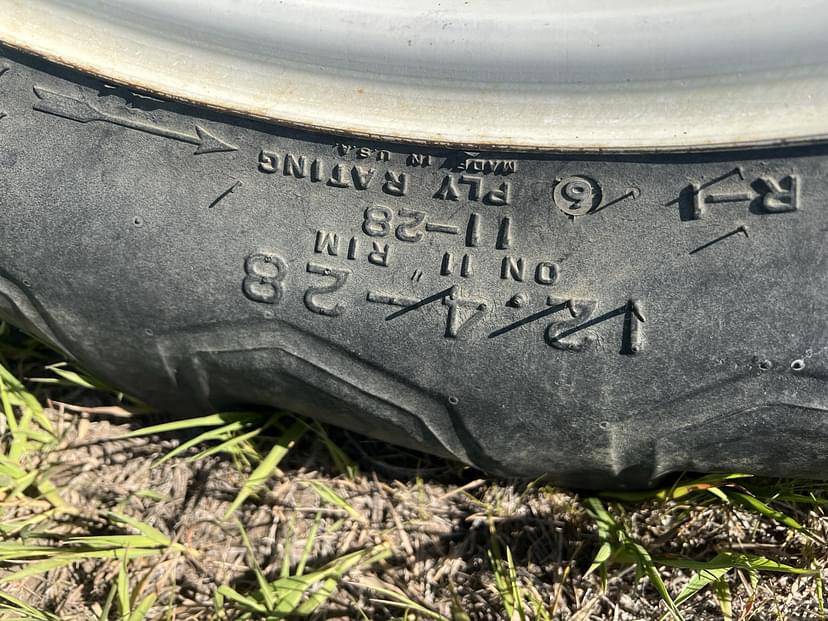 12.4-28
ON 11" RIM
11-28
R-1 6 PLY RATING
MADE IN U.S.A.